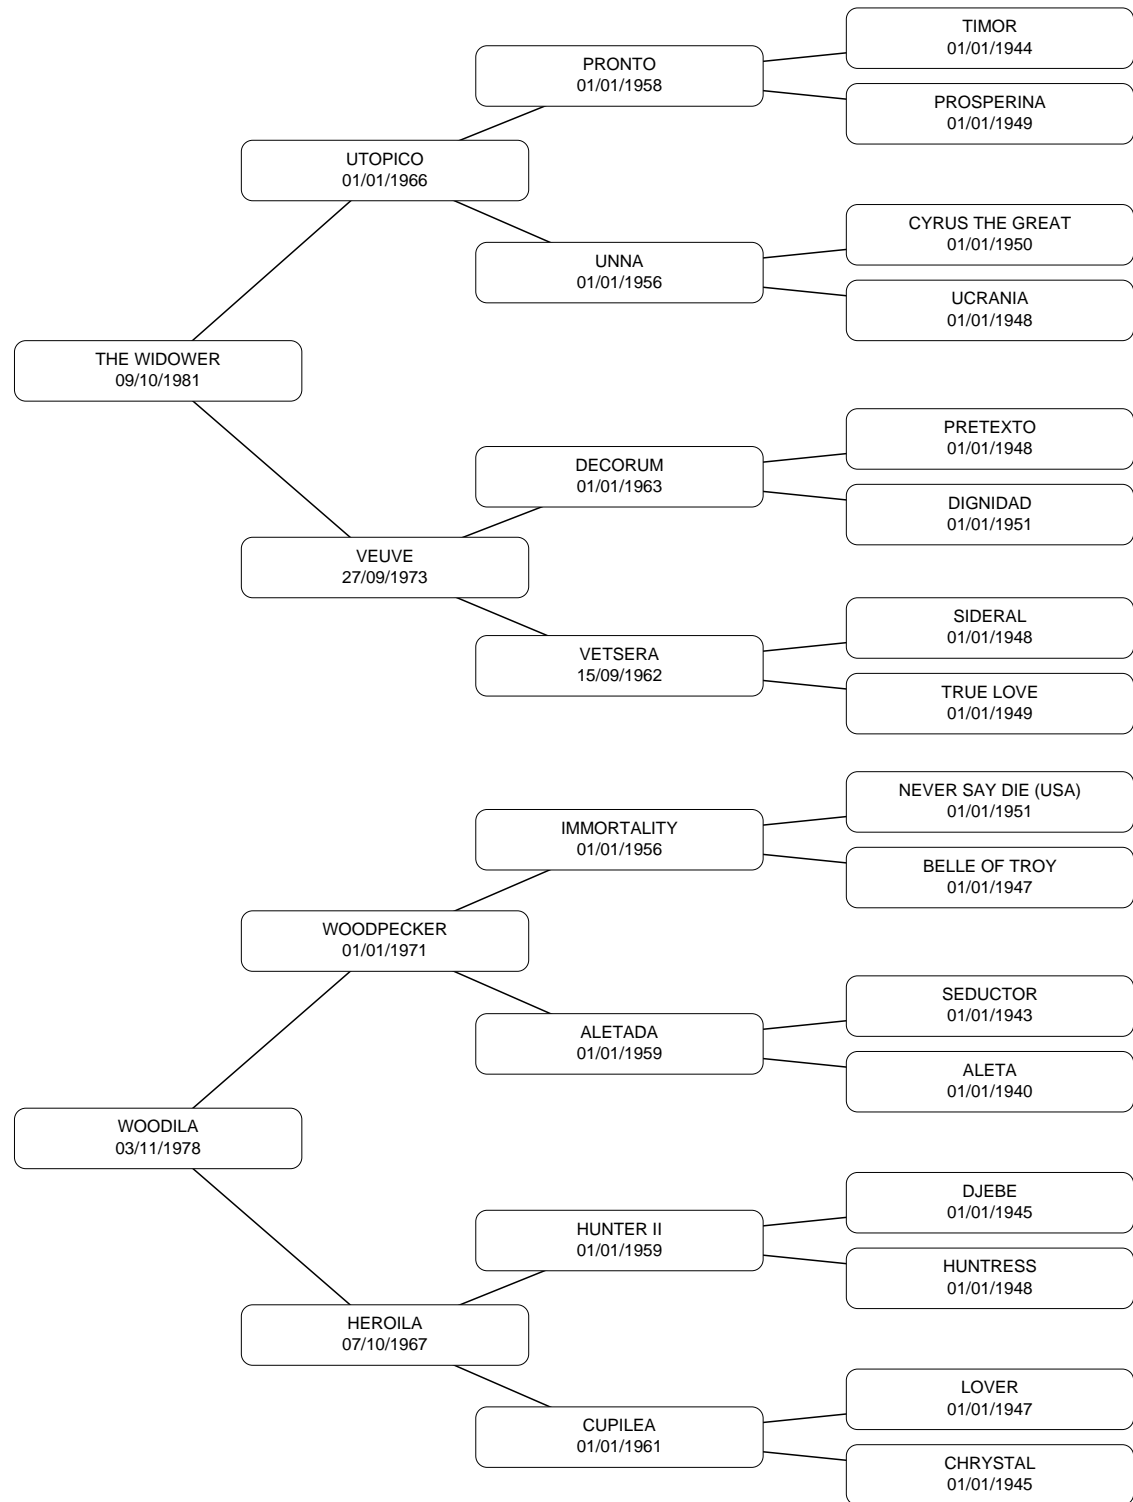 TIMOR
01/01/1944
PRONTO
01/01/1958
PROSPERINA
01/01/1949
UTOPICO
01/01/1966
CYRUS THE GREAT
01/01/1950
UNNA
01/01/1956
UCRANIA
01/01/1948
THE WIDOWER
09/10/1981
PRETEXTO
01/01/1948
DECORUM
01/01/1963
DIGNIDAD
01/01/1951
VEUVE
27/09/1973
SIDERAL
01/01/1948
VETSERA
15/09/1962
TRUE LOVE
01/01/1949
NEVER SAY DIE (USA)
01/01/1951
IMMORTALITY
01/01/1956
BELLE OF TROY
01/01/1947
WOODPECKER
01/01/1971
SEDUCTOR
01/01/1943
ALETADA
01/01/1959
ALETA
01/01/1940
WOODILA
03/11/1978
DJEBE
01/01/1945
HUNTER II
01/01/1959
HUNTRESS
01/01/1948
HEROILA
07/10/1967
LOVER
01/01/1947
CUPILEA
01/01/1961
CHRYSTAL
01/01/1945